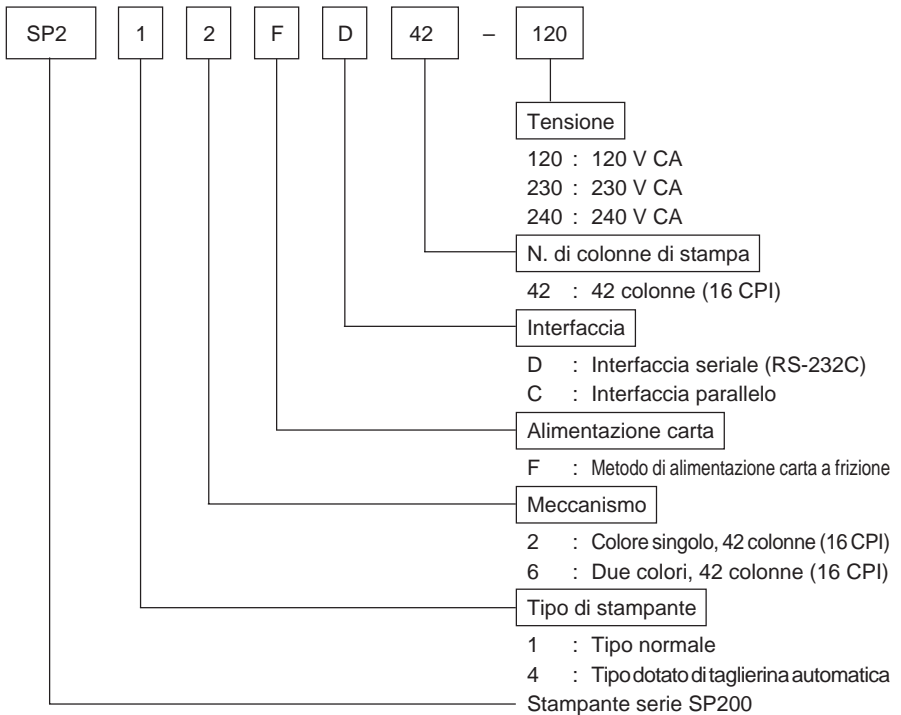 SP2 1 2 F D 42 – 120
Tensione
120 : 120 V CA
230 : 230 V CA
240 : 240 V CA
N. di colonne di stampa
42 : 42 colonne (16 CPI)
Interfaccia
D : Interfaccia seriale (RS-232C)
C : Interfaccia parallelo
Alimentazione carta
F : Metodo di alimentazione carta a frizione
Meccanismo
2 : Colore singolo, 42 colonne (16 CPI)
6 : Due colori, 42 colonne (16 CPI)
Tipo di stampante
1 : Tipo normale
4 : Tipo dotato di taglierina automatica
Stampante serie SP200